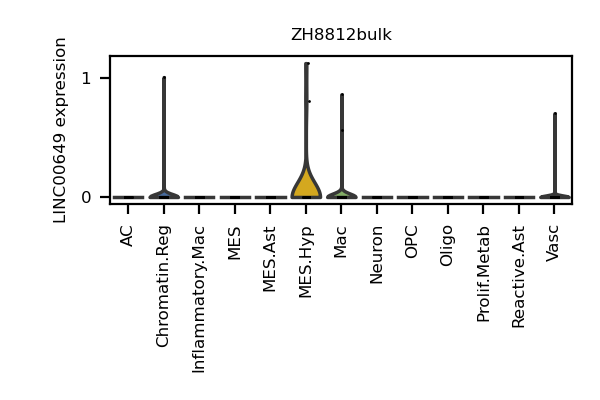 ZH8812bulk
LINC00649 expression
1
0
AC
Chromatin.Reg
Inflammatory.Mac
MES
MES.Ast
MES.Hyp
Mac
Neuron
OPC
Oligo
Prolif.Metab
Reactive.Ast
Vasc